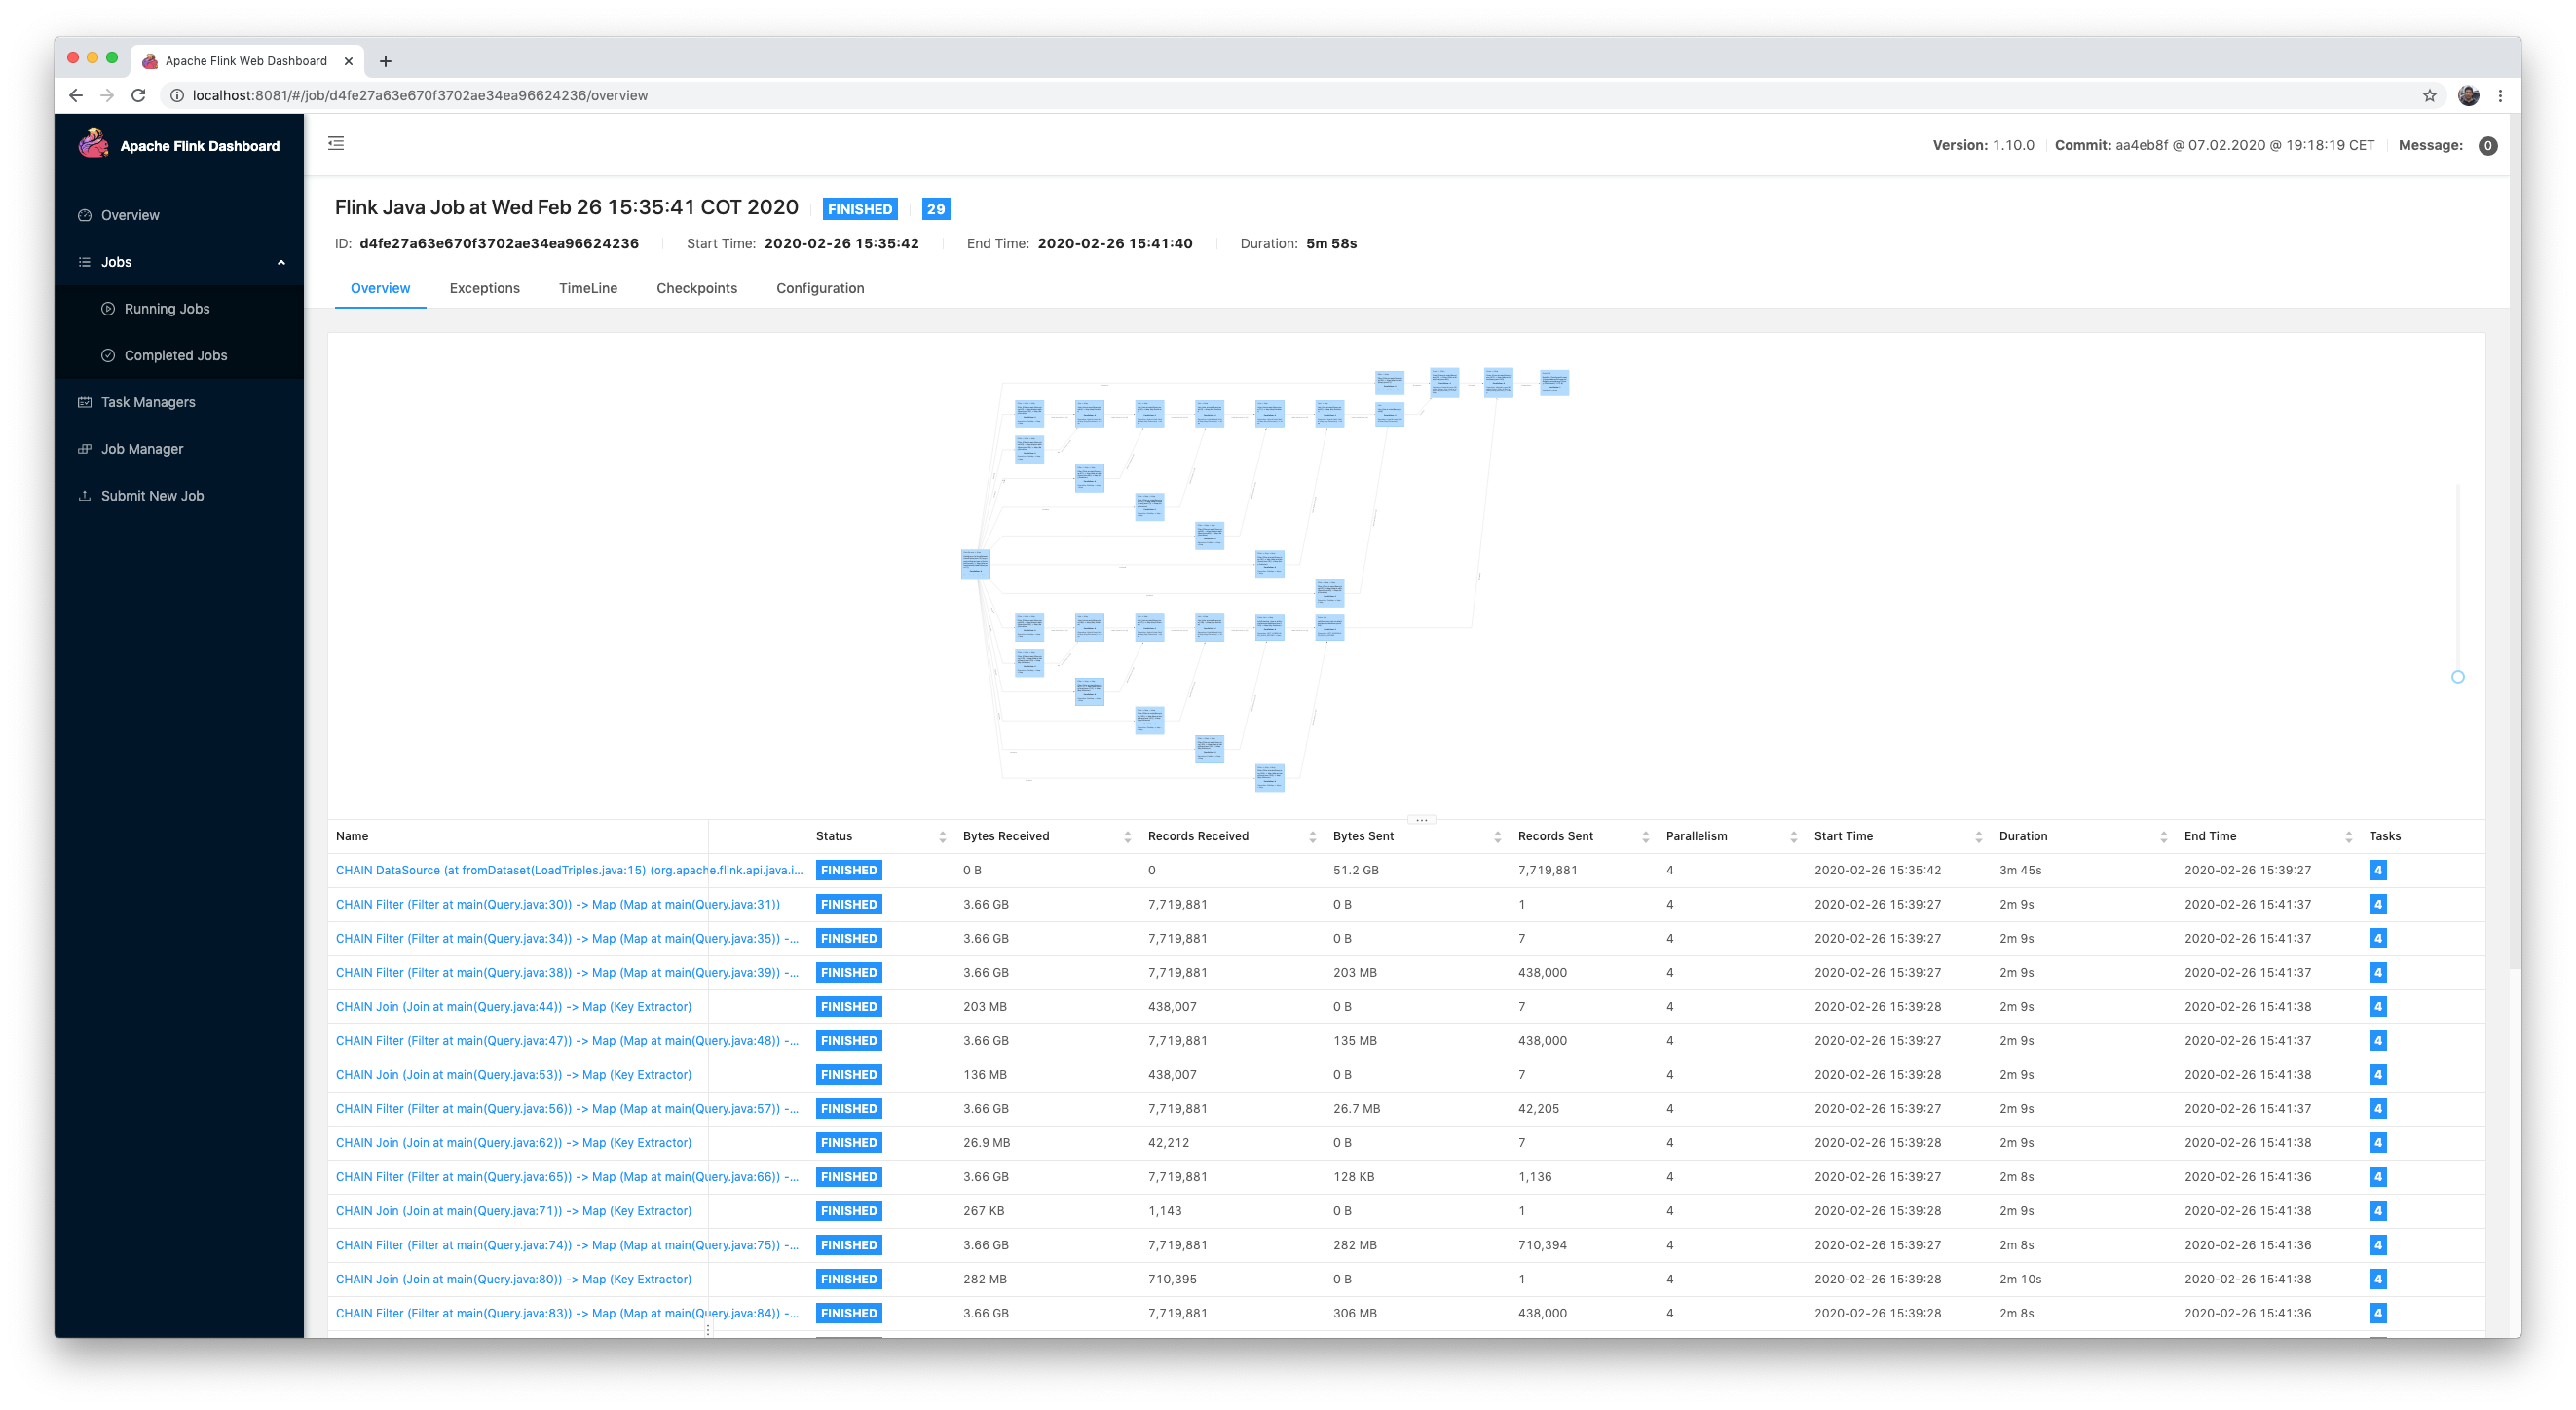 Apache Flink Web Dashboard
localhost:8081/#/job/d4fe27a63e670f3702ae34ea96624236/overview
Apache Flink Dashboard
Version: 1.10.0 Commit: aa4eb8f @ 07.02.2020 @ 19:18:19 CET Message: 0
Overview
Jobs
Running Jobs
Completed Jobs
Task Managers
Job Manager
Submit New Job
Flink Java Job at Wed Feb 26 15:35:41 COT 2020 FINISHED 29
ID: d4fe27a63e670f3702ae34ea96624236 Start Time: 2020-02-26 15:35:42 End Time: 2020-02-26 15:41:40 Duration: 5m 58s
Overview Exceptions TimeLine Checkpoints Configuration
Name Status Bytes Received Records Received Bytes Sent Records Sent Parallelism Start Time Duration End Time Tasks
CHAIN DataSource (at fromDataset(LoadTriples.java:15) (org.apache.flink.api.java.i... FINISHED 0 B 0 51.2 GB 7,719,881 4 2020-02-26 15:35:42 3m 45s 2020-02-26 15:39:27 4
CHAIN Filter (Filter at main(Query.java:30)) -> Map (Map at main(Query.java:31)) FINISHED 3.66 GB 7,719,881 0 B 1 4 2020-02-26 15:39:27 2m 9s 2020-02-26 15:41:37 4
CHAIN Filter (Filter at main(Query.java:34)) -> Map (Map at main(Query.java:35)) -... FINISHED 3.66 GB 7,719,881 0 B 7 4 2020-02-26 15:39:27 2m 9s 2020-02-26 15:41:37 4
CHAIN Filter (Filter at main(Query.java:38)) -> Map (Map at main(Query.java:39)) -... FINISHED 3.66 GB 7,719,881 203 MB 438,000 4 2020-02-26 15:39:27 2m 9s 2020-02-26 15:41:37 4
CHAIN Join (Join at main(Query.java:44)) -> Map (Key Extractor) FINISHED 203 MB 438,007 0 B 7 4 2020-02-26 15:39:28 2m 9s 2020-02-26 15:41:38 4
CHAIN Filter (Filter at main(Query.java:47)) -> Map (Map at main(Query.java:48)) -... FINISHED 3.66 GB 7,719,881 135 MB 438,000 4 2020-02-26 15:39:27 2m 9s 2020-02-26 15:41:37 4
CHAIN Join (Join at main(Query.java:53)) -> Map (Key Extractor) FINISHED 136 MB 438,007 0 B 7 4 2020-02-26 15:39:28 2m 9s 2020-02-26 15:41:38 4
CHAIN Filter (Filter at main(Query.java:56)) -> Map (Map at main(Query.java:57)) -... FINISHED 3.66 GB 7,719,881 26.7 MB 42,205 4 2020-02-26 15:39:27 2m 9s 2020-02-26 15:41:37 4
CHAIN Join (Join at main(Query.java:62)) -> Map (Key Extractor) FINISHED 26.9 MB 42,212 0 B 7 4 2020-02-26 15:39:28 2m 9s 2020-02-26 15:41:38 4
CHAIN Filter (Filter at main(Query.java:65)) -> Map (Map at main(Query.java:66)) -... FINISHED 3.66 GB 7,719,881 128 KB 1,136 4 2020-02-26 15:39:27 2m 8s 2020-02-26 15:41:36 4
CHAIN Join (Join at main(Query.java:71)) -> Map (Key Extractor) FINISHED 267 KB 1,143 0 B 1 4 2020-02-26 15:39:28 2m 9s 2020-02-26 15:41:38 4
CHAIN Filter (Filter at main(Query.java:74)) -> Map (Map at main(Query.java:75)) -... FINISHED 3.66 GB 7,719,881 282 MB 710,394 4 2020-02-26 15:39:27 2m 8s 2020-02-26 15:41:36 4
CHAIN Join (Join at main(Query.java:80)) -> Map (Key Extractor) FINISHED 282 MB 710,395 0 B 1 4 2020-02-26 15:39:28 2m 10s 2020-02-26 15:41:38 4
CHAIN Filter (Filter at main(Query.java:83)) -> Map (Map at main(Query.java:84)) -... FINISHED 3.66 GB 7,719,881 306 MB 438,000 4 2020-02-26 15:39:28 2m 8s 2020-02-26 15:41:36 4